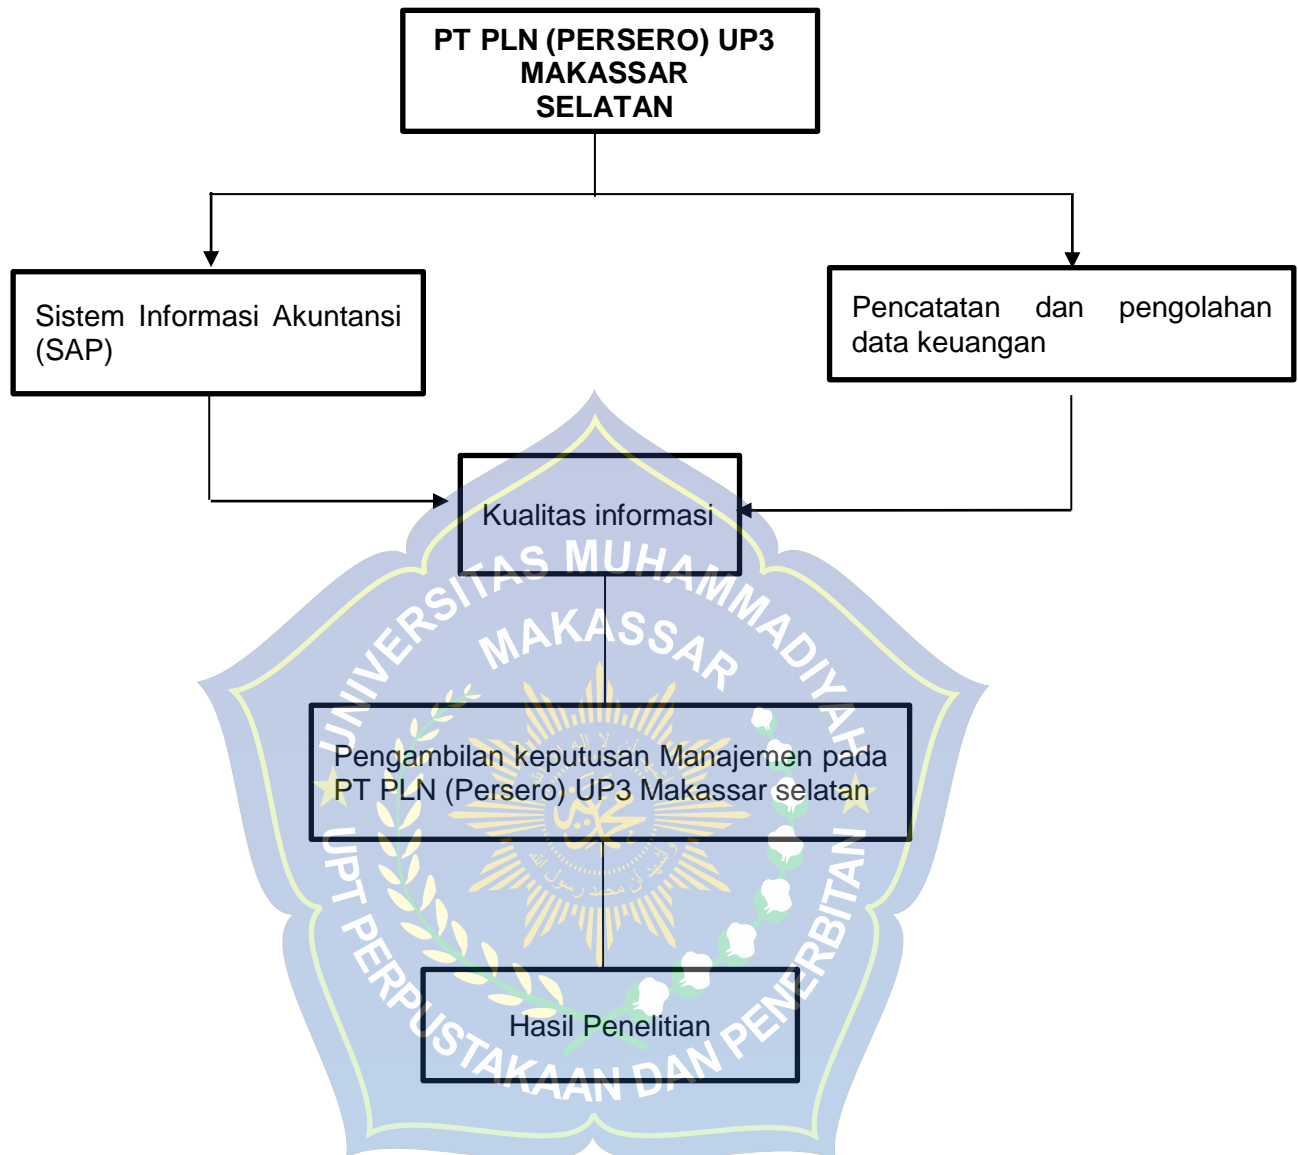 PT PLN (PERSERO) UP3
MAKASSAR
SELATAN
Sistem Informasi Akuntansi
(SAP)
Pencatatan dan pengolahan
data keuangan
Kualitas informasi
UNIVERSITAS MUHAMMADIYAH
MAKASSAR
Pengambilan keputusan Manajemen pada
PT PLN (Persero) UP3 Makassar selatan
Hasil Penelitian
UPT PERPUSTAKAAN DAN PENERBITAN